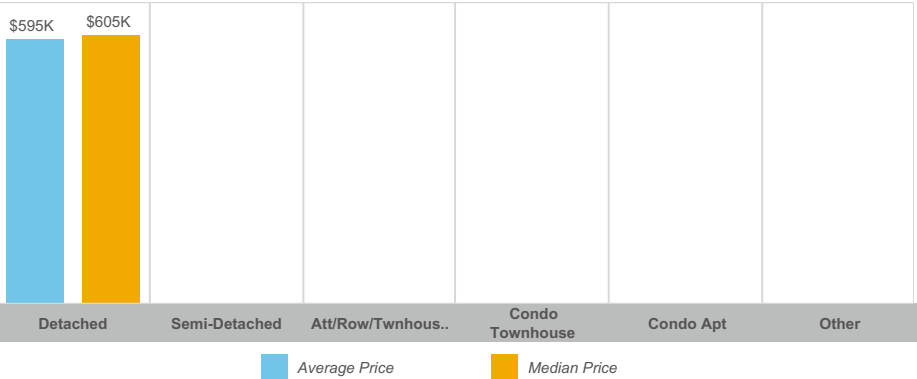 $595K
$605K
Detached
Semi-Detached
Att/Row/Twnhous..
Condo
Townhouse
Condo Apt
Other
Average Price
Median Price